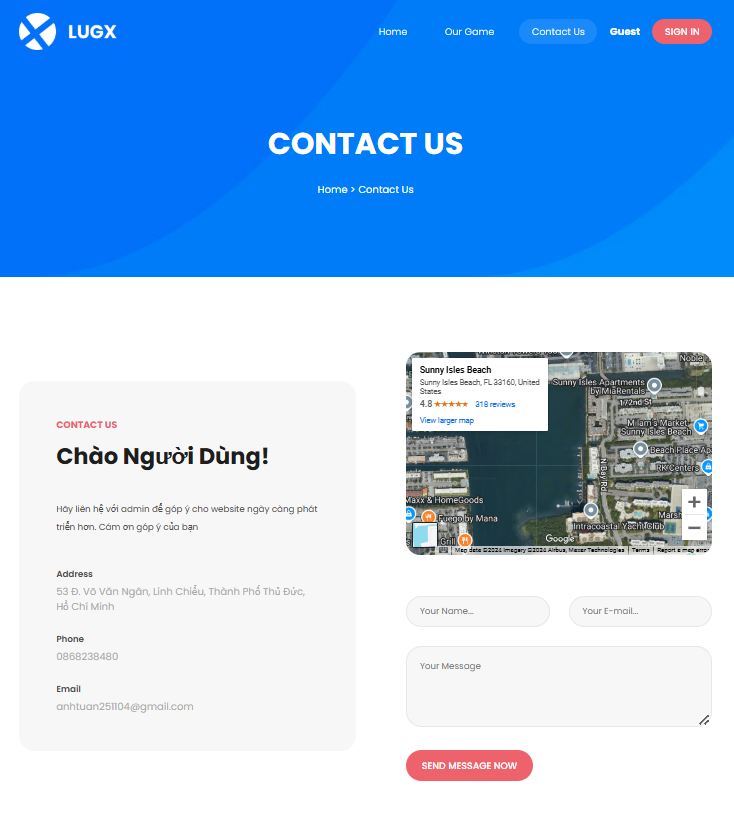 LUGX
Home
Our Game
Contact Us
Guest
SIGN IN
CONTACT US
Home > Contact Us
CONTACT US
Chào Người Dùng!
Hãy liên hệ với admin để góp ý cho website ngày càng phát
triển hơn. Cám ơn góp ý của bạn
Address
53 Đ. Võ Văn Ngân, Linh Chiểu, Thành Phố Thủ Đức,
Hồ Chí Minh
Phone
0868238480
Email
anhtuan251104@gmail.com
Sunny Isles Beach
Sunny Isles Beach, FL 33160, United
States
4.8 ★★★★★ 318 reviews
View larger map
Noble
Sunny Isles Apartments
by MiaRentals
172nd St
Milam's Market
Sunny Isles Beach
Beach Place Ap
RK Centers
N Bay Rd
Maxx & HomeGoods
Fuego by Mana
Marsh
Intracoastal Yacht Club
Grill
Google
Map data ©2024 Imagery ©2024 Airbus, Maxar Technologies
Terms
Report a map error
Your Name...
Your E-mail...
Your Message
SEND MESSAGE NOW